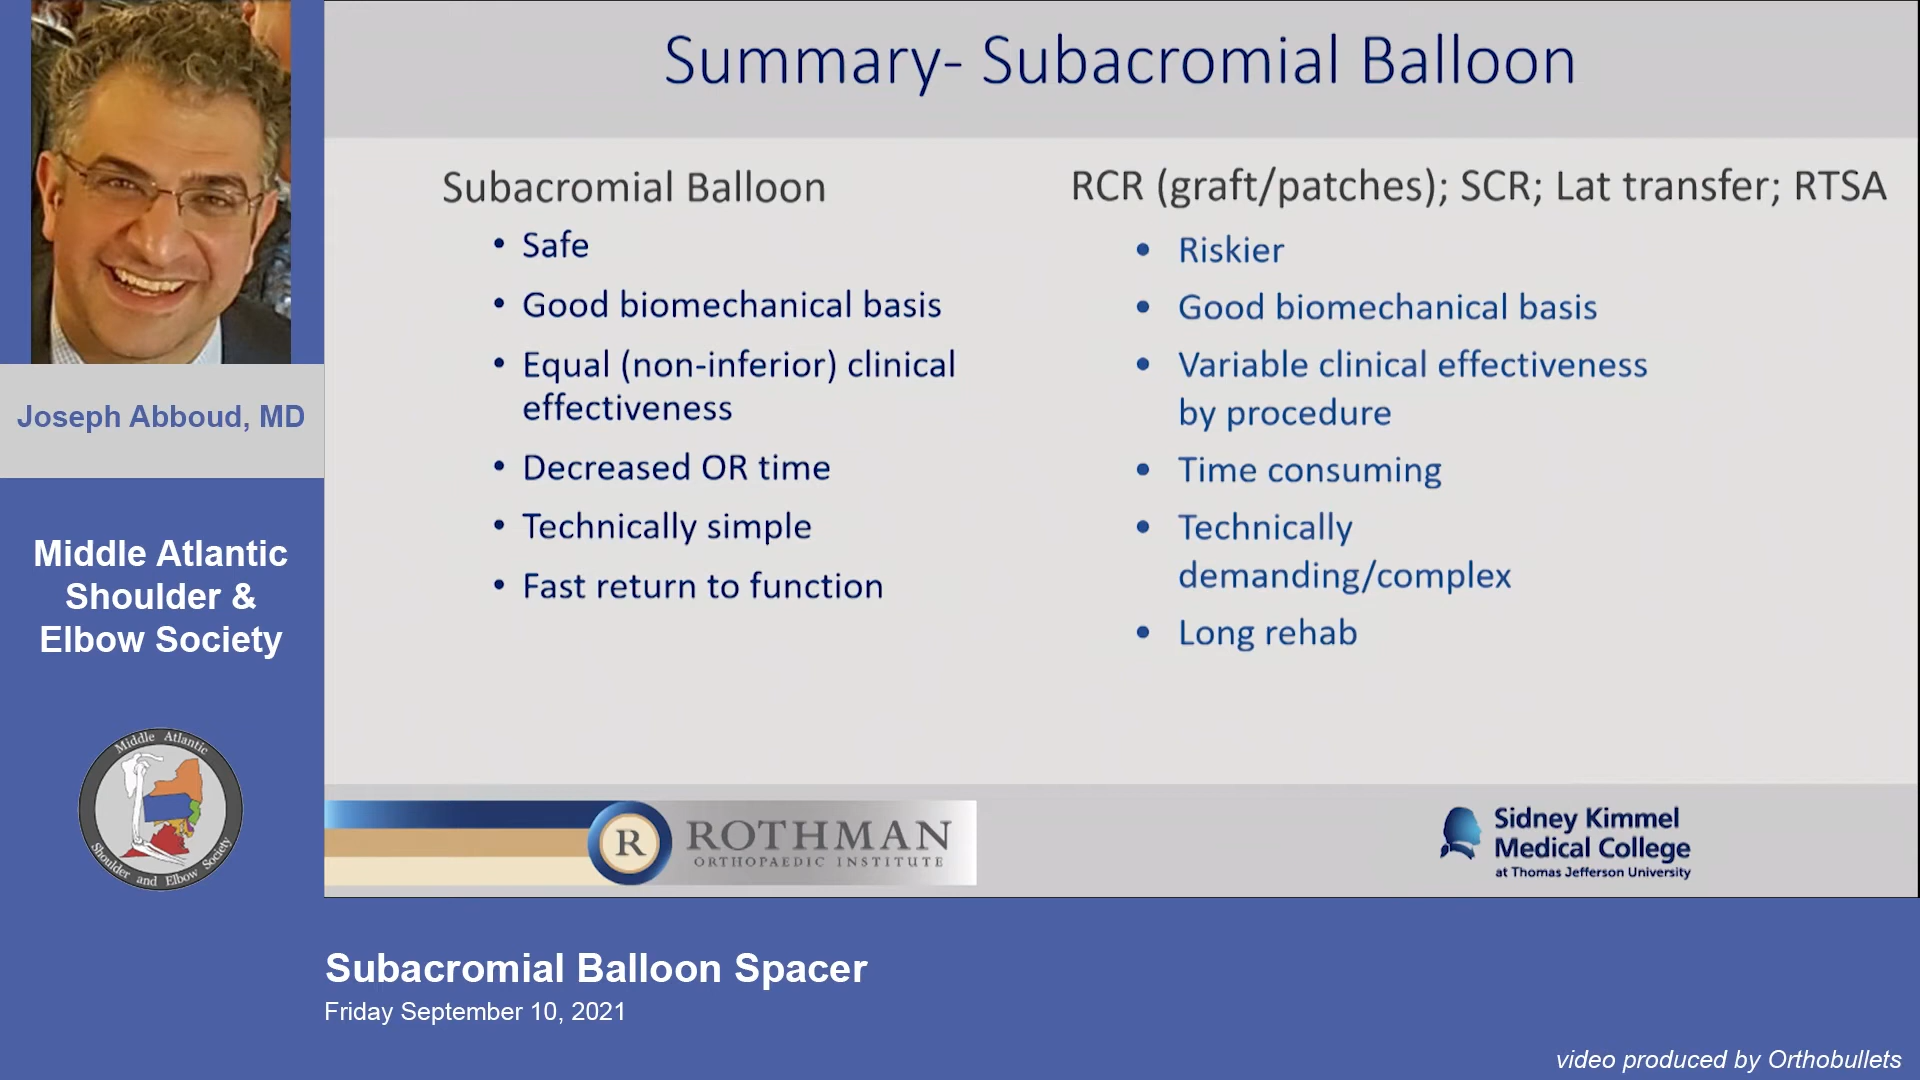 Summary- Subacromial Balloon
Subacromial Balloon
• Safe
• Good biomechanical basis
• Equal (non-inferior) clinical
effectiveness
• Decreased OR time
• Technically simple
• Fast return to function
RCR (graft/patches); SCR; Lat transfer; RTSA
• Riskier
• Good biomechanical basis
• Variable clinical effectiveness
by procedure
• Time consuming
• Technically
demanding/complex
• Long rehab
R ROTHMAN
ORTHOPAEDIC INSTITUTE
Sidney Kimmel
Medical College
at Thomas Jefferson University
Joseph Abboud, MD
Middle Atlantic
Shoulder &
Elbow Society
Middle Atlantic
Shoulder and Elbow Society
Subacromial Balloon Spacer
Friday September 10, 2021
video produced by Orthobullets